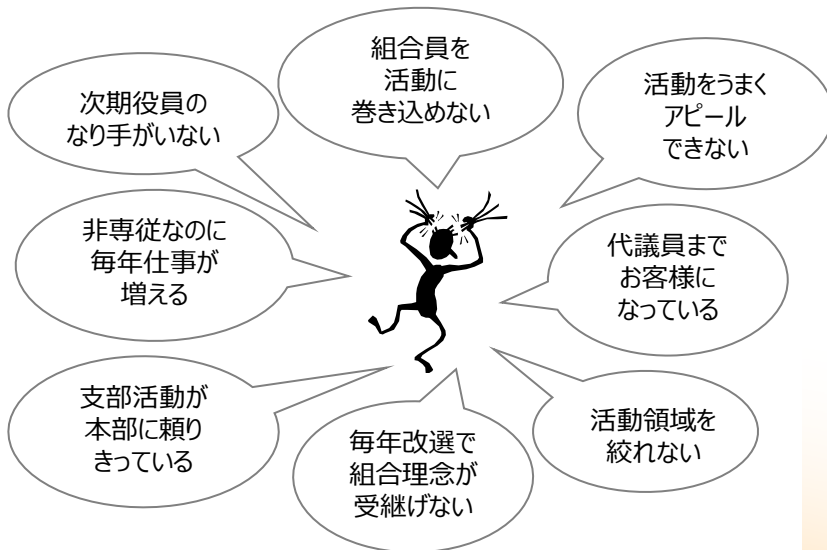 組合員を
活動に
巻き込めない
次期役員の
なり手がいない
活動をうまく
アピール
できない
非専従なのに
毎年仕事が
増える
代議員まで
お客様に
なっている
支部活動が
本部に頼り
きっている
毎年改選で
組合理念が
受継げない
活動領域を
絞れない